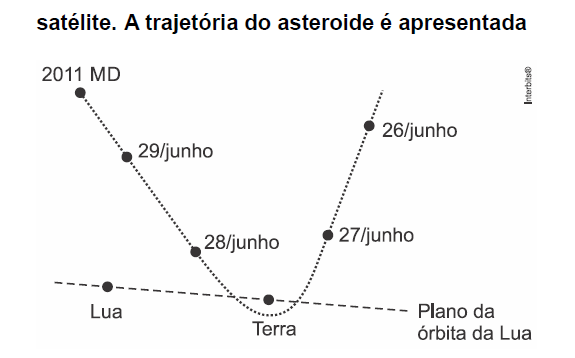 satélite. A trajetória do asteroide é apresentada
2011 MD
Interbits®
29/junho
26/junho
28/junho
27/junho
Lua
Terra
Plano da
órbita da Lua